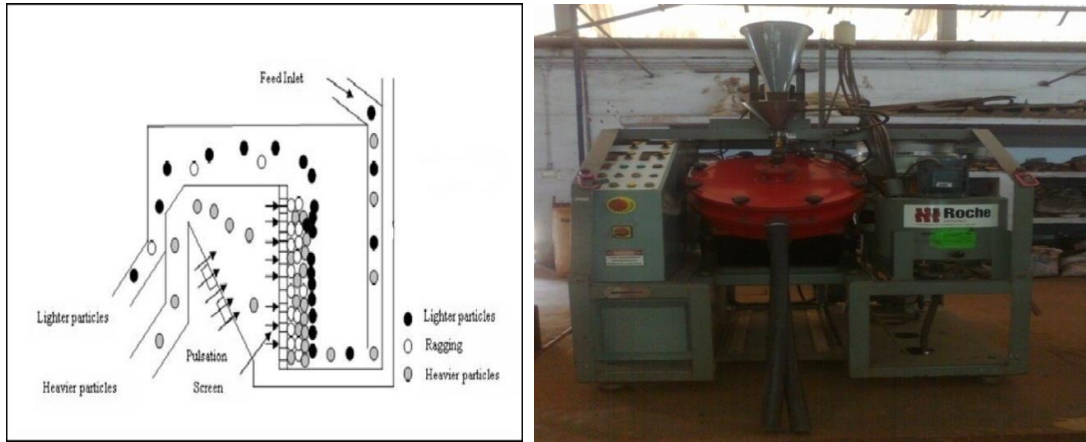 Feed Inlet
Lighter particles
Heavier particles
Pulsation
Screen
Lighter particles
Ragging
Heavier particles
Roche